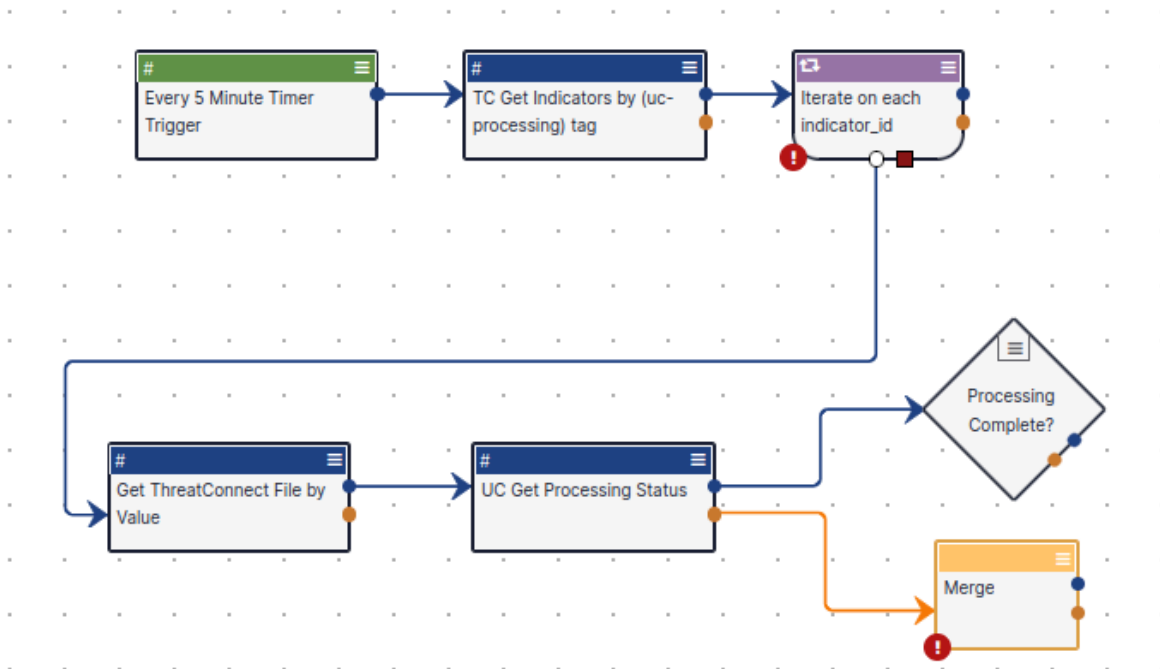 #
Every 5 Minute Timer
Trigger
#
TC Get Indicators by (uc-
processing) tag
Iterate on each
indicator_id
!
Processing
Complete?
#
Get ThreatConnect File by
Value
#
UC Get Processing Status
Merge
!